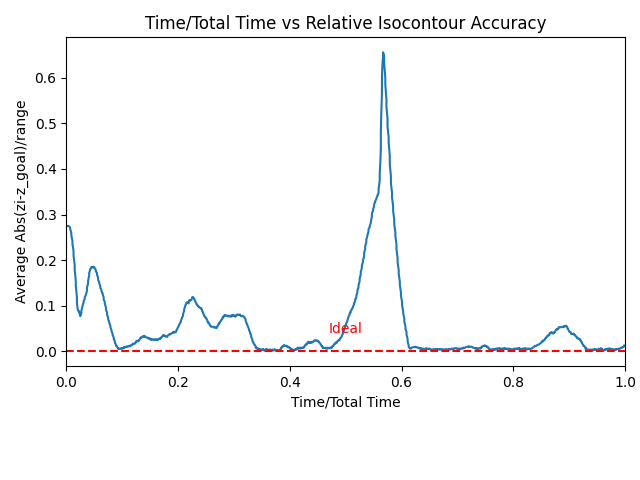 Time/Total Time vs Relative Isocontour Accuracy
Average Abs(zi-z_goal)/range
0.6
0.5
0.4
0.3
0.2
0.1
0.0
Ideal
0.0 0.2 0.4 0.6 0.8 1.0
Time/Total Time